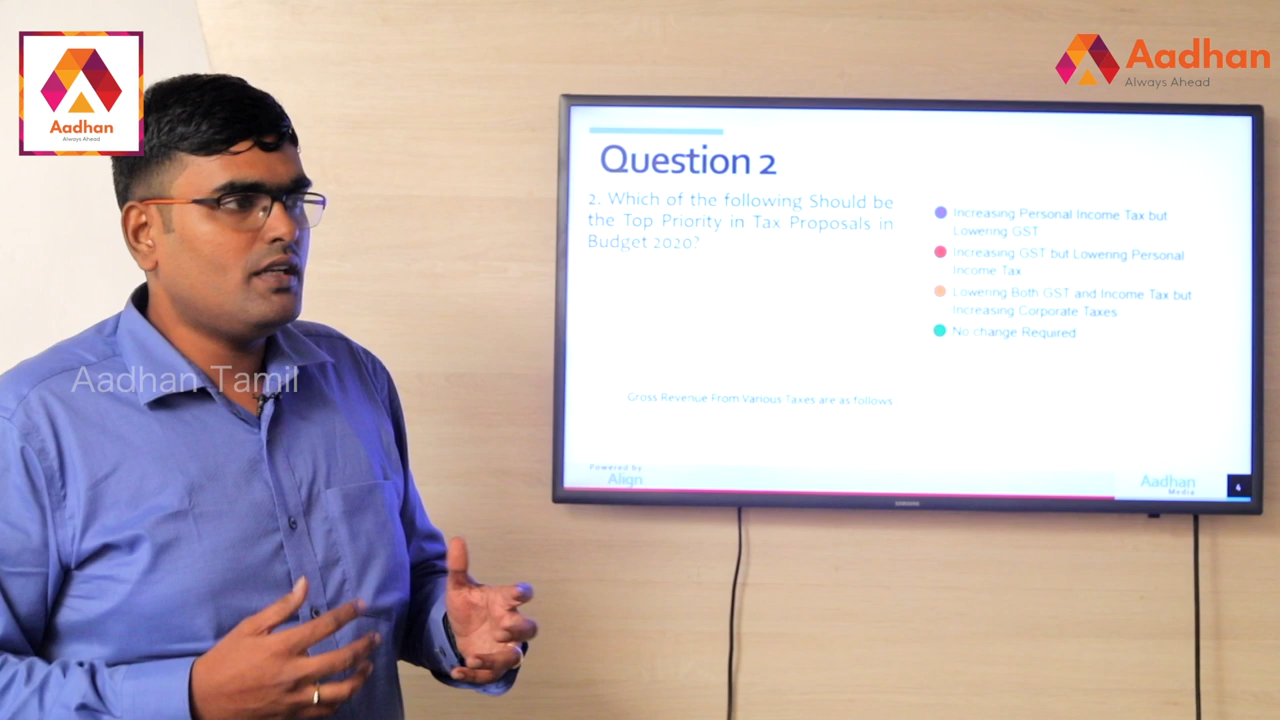 Aadhan
Always Ahead
Aadhan
Always Ahead
Question 2
2. Which of the following Should be
the Top Priority in Tax Proposals in
Budget 2020?
Increasing Personal Income Tax but
Lowering GST
Increasing GST but Lowering Personal
Income Tax
Lowering Both GST and Income Tax but
Increasing Corporate Taxes
No change Required
Aadhan Tamil
Gross Revenue From Various Taxes are as follows
Powered by
Align
Aadhan
Media
4
SAMSUNG